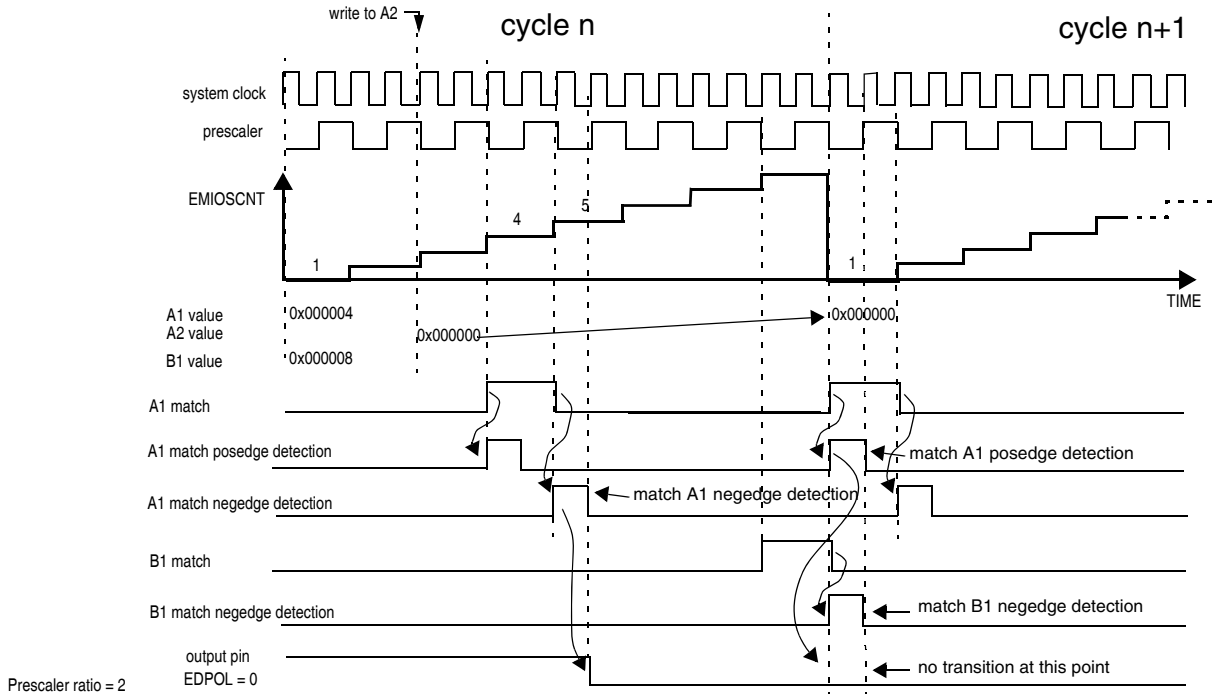 write to A2
cycle n
cycle n+1
system clock
prescaler
EMIOSCNT
4
5
1
1
TIME
A1 value
0x000004
0x000000
A2 value
0x000000
B1 value
0x000008
A1 match
A1 match posedge detection
match A1 posedge detection
A1 match negedge detection
match A1 negedge detection
B1 match
B1 match negedge detection
match B1 negedge detection
output pin
no transition at this point
EDPOL = 0
Prescaler ratio = 2